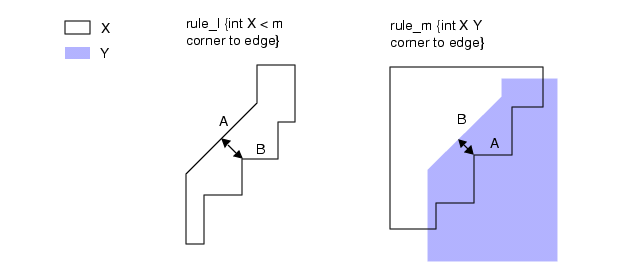 X
Y
rule_l {int X < m
corner to edge}
A
B
rule_m {int X Y
corner to edge}
B
A